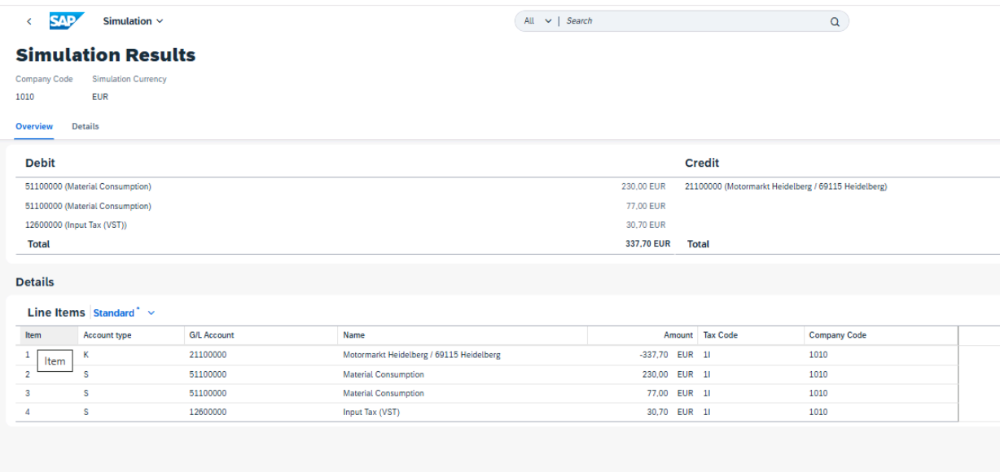 SAP Simulation All Search
Simulation Results
Company Code Simulation Currency
1010 EUR
Overview Details
Debit Credit
51100000 (Material Consumption) 230,00 EUR 21100000 (Motormarkt Heidelberg / 69115 Heidelberg)
51100000 (Material Consumption) 77,00 EUR
12600000 (Input Tax (VST)) 30,70 EUR
Total 337,70 EUR Total
Details
Line Items Standard *
Item Account type G/L Account Name Amount Tax Code Company Code
1 K 21100000 Motormarkt Heidelberg / 69115 Heidelberg -337,70 EUR 1I 1010
Item
2 S 51100000 Material Consumption 230,00 EUR 1I 1010
3 S 51100000 Material Consumption 77,00 EUR 1I 1010
4 S 12600000 Input Tax (VST) 30,70 EUR 1I 1010